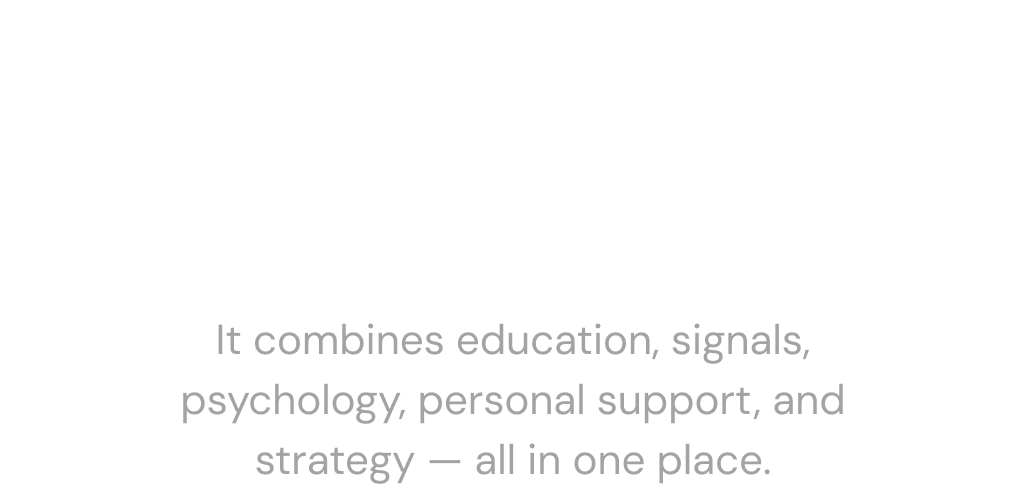 It combines education, signals,
psychology, personal support, and
strategy — all in one place.